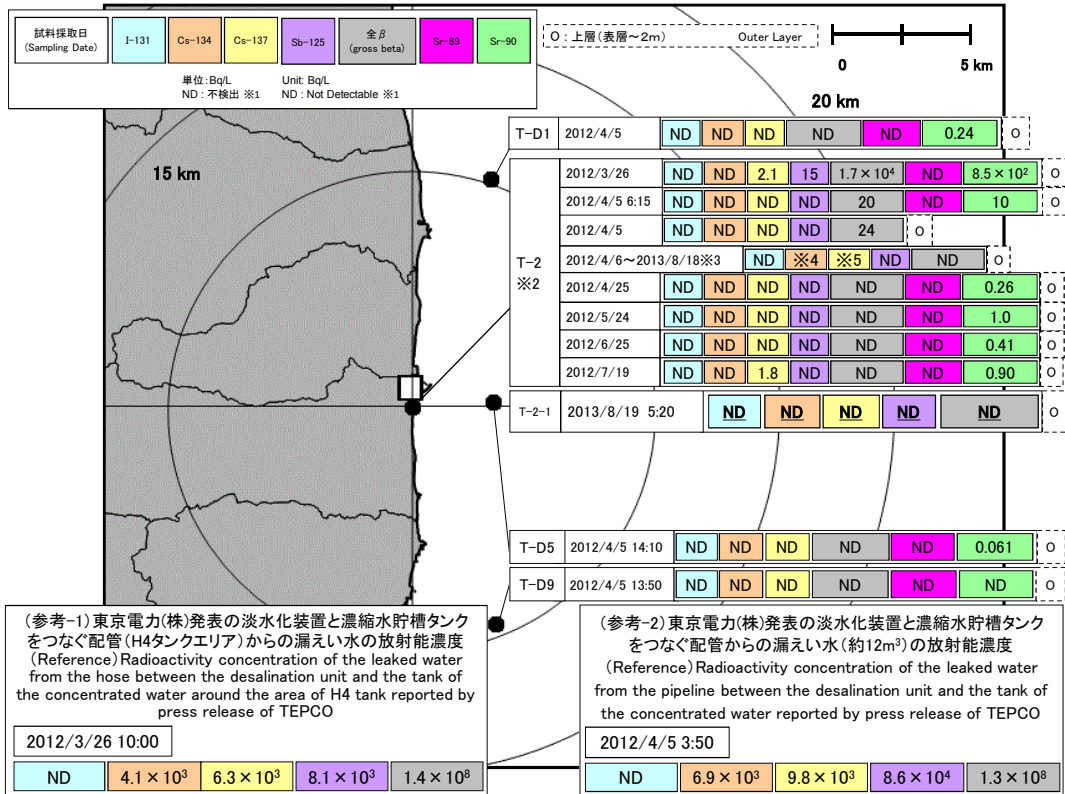 試料採取日
(Sampling Date)
I-131
Cs-134
Cs-137
Sb-125
全β
(gross beta)
Sr-89
Sr-90
単位:Bq/L
Unit: Bq/L
ND : 不検出 ※1
ND : Not Detectable ※1
O : 上層(表層~2m)
Outer Layer
0
5 km
20 km
15 km
T-D1 2012/4/5 ND ND ND ND ND 0.24 O
T-2
※2
2012/3/26 ND ND 2.1 15 1.7×10⁴ ND 8.5×10² O
2012/4/5 6:15 ND ND ND ND 20 ND 10 O
2012/4/5 ND ND ND ND 24 O
2012/4/6~2013/8/18※3 ND ※4 ※5 ND ND O
2012/4/25 ND ND ND ND ND ND 0.26 O
2012/5/24 ND ND ND ND ND ND 1.0 O
2012/6/25 ND ND ND ND ND ND 0.41 O
2012/7/19 ND ND 1.8 ND ND ND 0.90 O
T-2-1 2013/8/19 5:20 ND ND ND ND ND O
T-D5 2012/4/5 14:10 ND ND ND ND ND 0.061 O
T-D9 2012/4/5 13:50 ND ND ND ND ND ND O
(参考-1)東京電力(株)発表の淡水化装置と濃縮水貯槽タンク
をつなぐ配管(H4タンクエリア)からの漏えい水の放射能濃度
(Reference)Radioactivity concentration of the leaked water
from the hose between the desalination unit and the tank of
the concentrated water around the area of H4 tank reported by
press release of TEPCO
2012/3/26 10:00
ND 4.1×10³ 6.3×10³ 8.1×10³ 1.4×10⁸
(参考-2)東京電力(株)発表の淡水化装置と濃縮水貯槽タンク
をつなぐ配管からの漏えい水(約12m³)の放射能濃度
(Reference)Radioactivity concentration of the leaked water
from the pipeline between the desalination unit and the tank of
the concentrated water reported by press release of TEPCO
2012/4/5 3:50
ND 6.9×10³ 9.8×10³ 8.6×10⁴ 1.3×10⁸